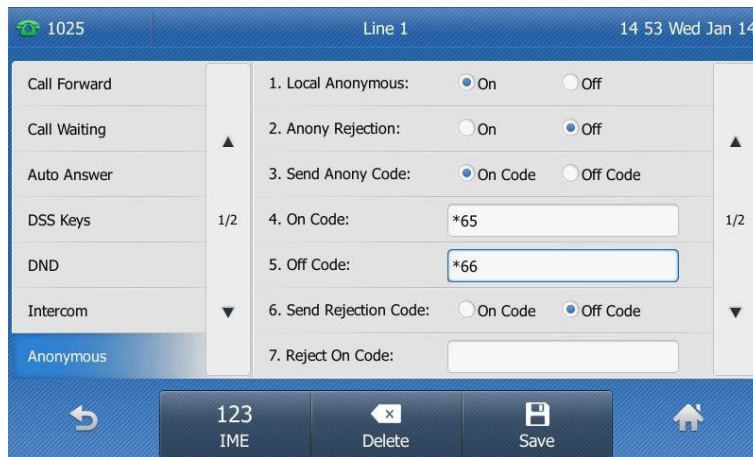 1025 Line 1 14 53 Wed Jan 14
Call Forward
Call Waiting
Auto Answer
DSS Keys
DND
Intercom
Anonymous
1/2
1. Local Anonymous: On Off
2. Anony Rejection: On Off
3. Send Anony Code: On Code Off Code
4. On Code: *65
5. Off Code: *66
6. Send Rejection Code: On Code Off Code
7. Reject On Code:
1/2
123
IME
Delete
Save